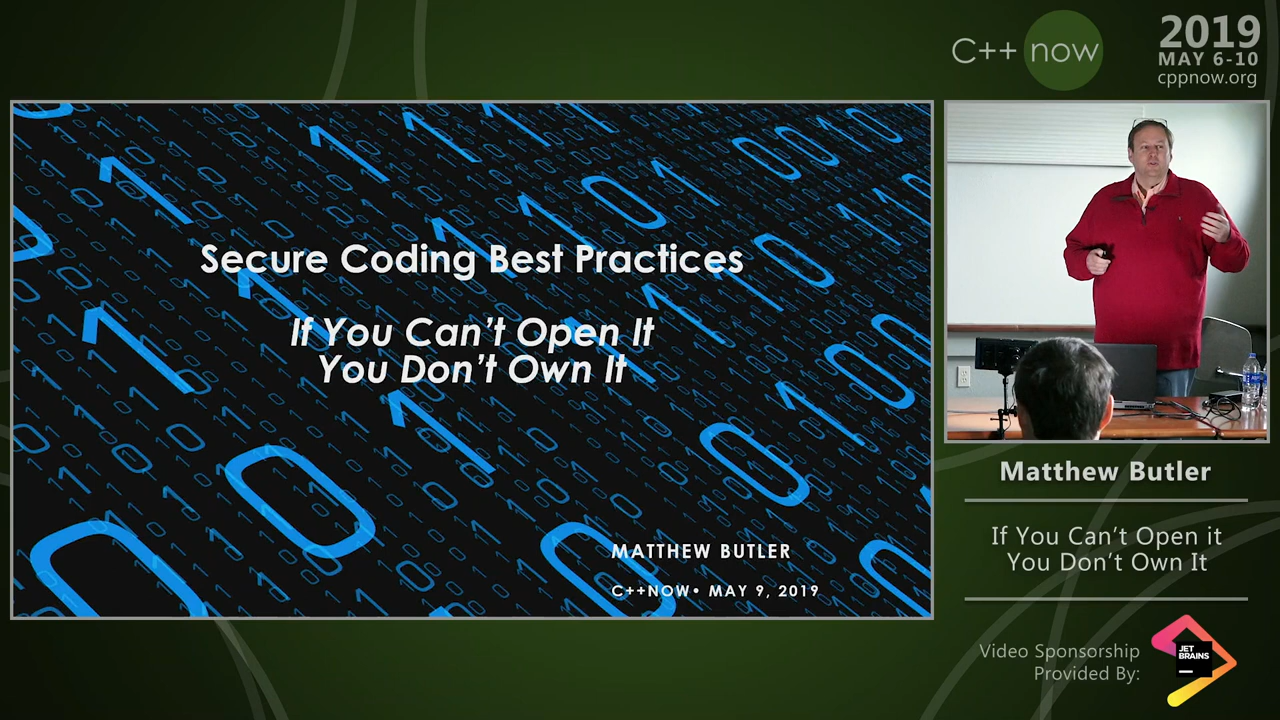 C++ now
2019
MAY 6-10
cppnow.org
Secure Coding Best Practices
If You Can’t Open It
You Don’t Own It
MATTHEW BUTLER
C++NOW• MAY 9, 2019
Matthew Butler
If You Can’t Open it
You Don’t Own It
Video Sponsorship
Provided By:
JET
BRAINS